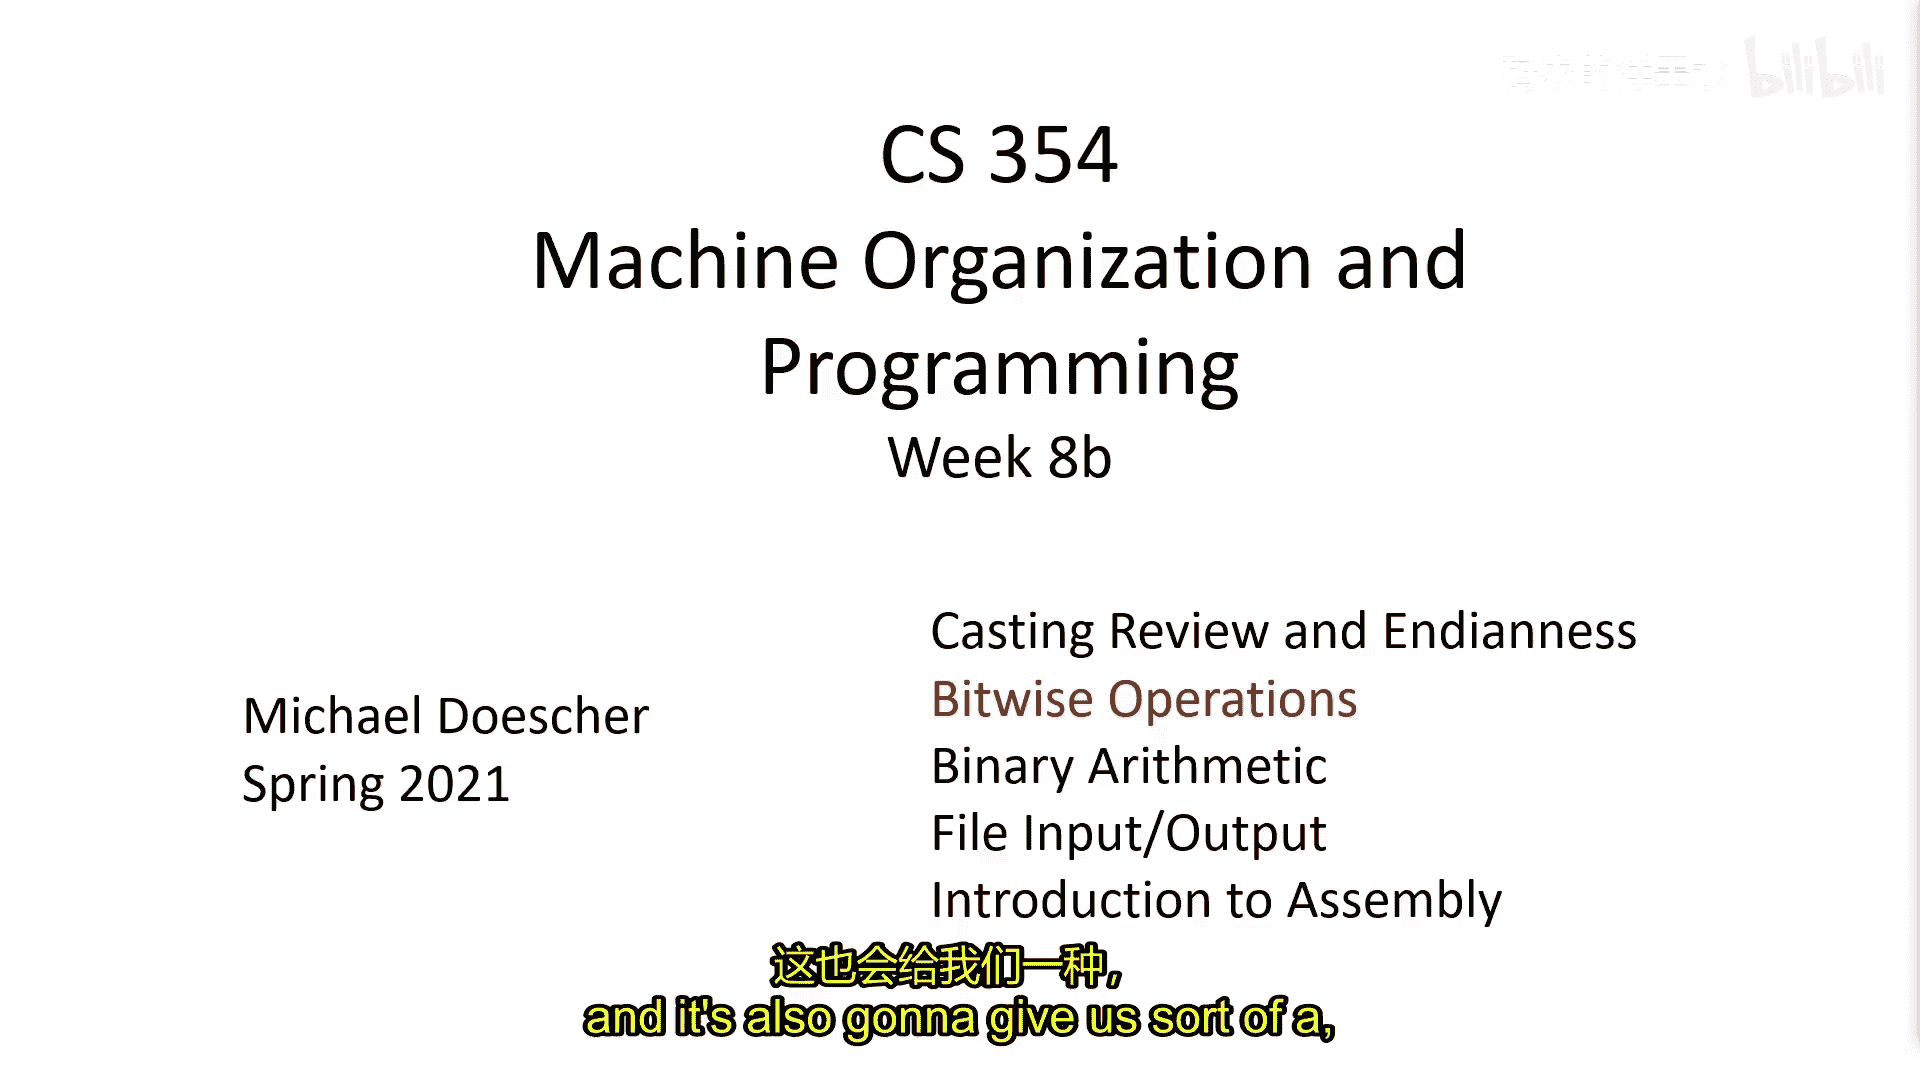 bilibili
CS 354
Machine Organization and
Programming
Week 8b
Michael Doescher
Spring 2021
Casting Review and Endianness
Bitwise Operations
Binary Arithmetic
File Input/Output
Introduction to Assembly
这也会给我们一种,
and it's also gonna give us sort of a,